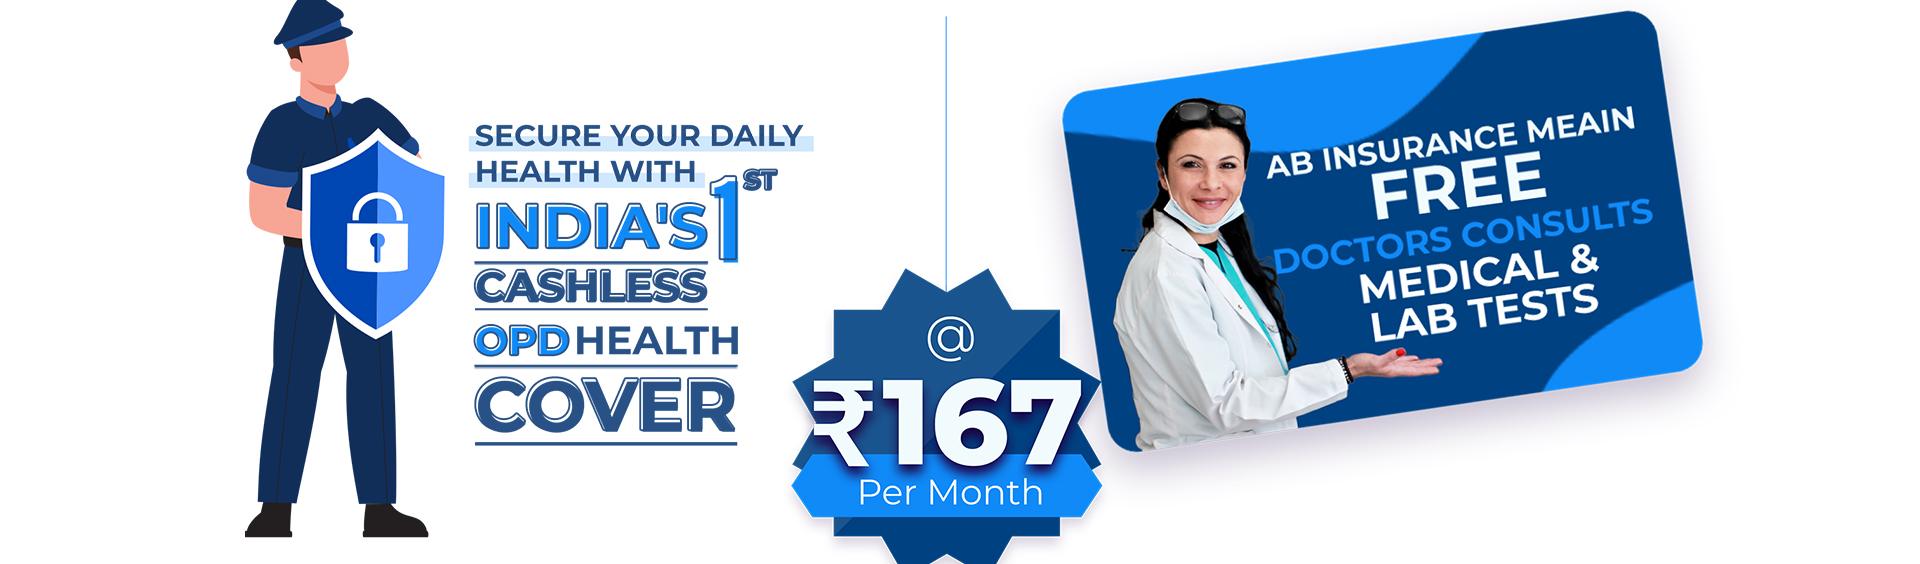 SECURE YOUR DAILY
HEALTH WITH
INDIA'S 1ST
CASHLESS
OPD HEALTH
COVER
@
₹167
Per Month
AB INSURANCE MEAIN
FREE
DOCTORS CONSULTS
MEDICAL &
LAB TESTS